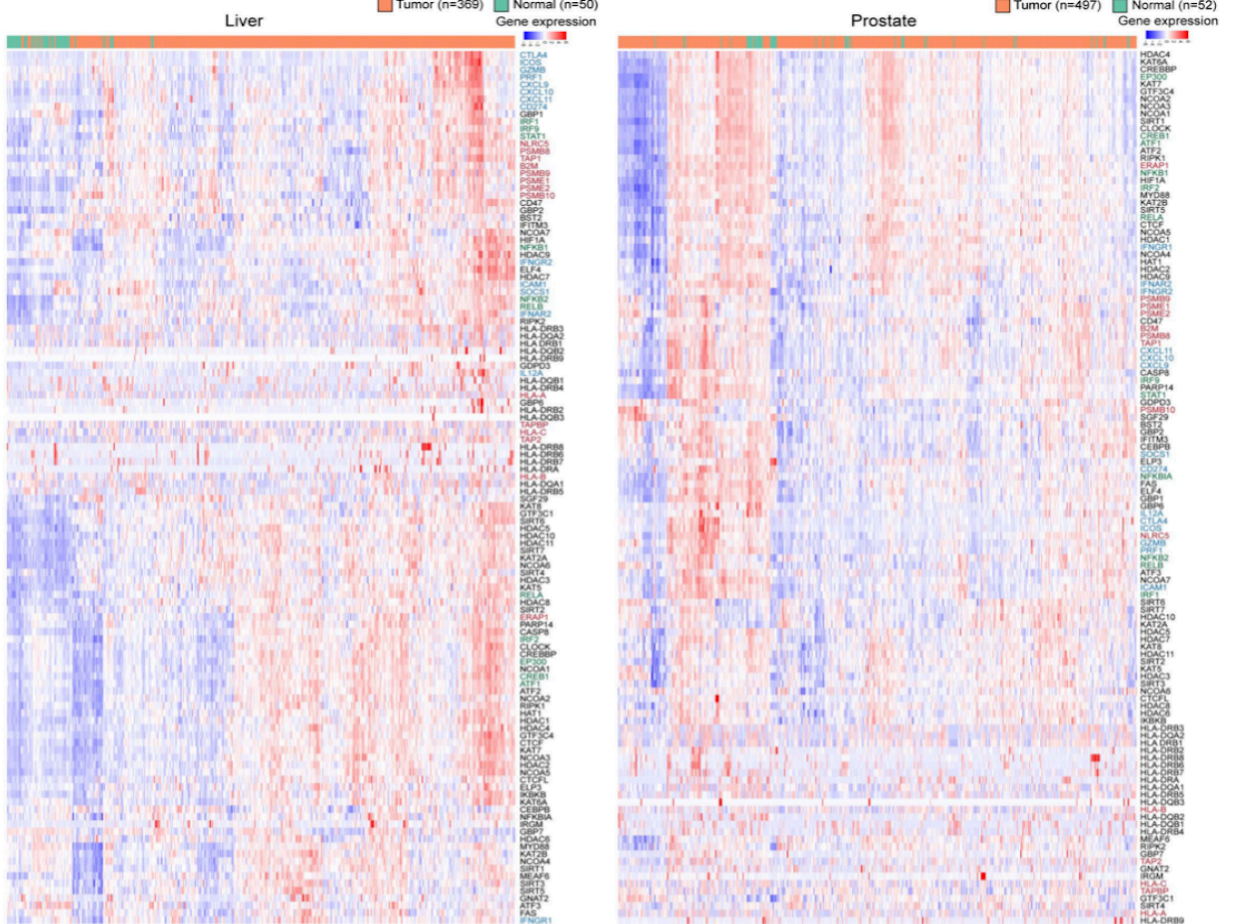 Tumor (n=369) Normal (n=50)
Liver
Gene expression
CTLA4
ICOS
GZMB
PRF1
CXCL9
CXCL10
CXCL11
CD274
GBP1
IRF1
IRF9
STAT1
NLRC5
PSMB8
TAP1
B2M
PSMB9
PSME1
PSME2
PSMB10
CD47
GBP2
BST2
IFITM3
NCOA7
HIF1A
NFKB1
HDAC9
IFNGR2
ELF4
HDAC7
ICAM1
SOCS1
NFKB2
RELB
IFNAR2
RIPK2
HLA-DRB3
HLA-DQA2
HLA DRB1
HLA-DQB2
HLA-DRB9
GDPD3
IL12A
HLA-DQB1
HLA-DRB4
HLA-A
GBP6
HLA-DRB2
HLA-DQB3
TAPBP
HLA-C
TAP2
HLA-DRB8
HLA-DRB6
HLA-DRB7
HLA-DRA
HLA-B
HLA-DQA1
HLA-DRB5
SGF29
KAT8
GTF3C1
SIRT6
HDAC5
HDAC10
HDAC11
SIRT7
KAT2A
NCOA6
SIRT4
HDAC3
KAT5
RELA
HDAC8
SIRT2
ERAP1
PARP14
CASP8
IRF2
CLOCK
CREBBP
EP300
NCOA1
CREB1
ATF1
ATF2
NCOA2
RIPK1
HAT1
HDAC1
HDAC4
GTF3C4
CTCF
KAT7
NCOA3
HDAC2
NCOA5
CTCFL
ELP3
IKBKB
KAT6A
CEBPB
NFKBIA
IRGM
GBP7
HDAC6
MYD88
KAT2B
NCOA4
SIRT1
MEAF6
SIRT3
SIRT5
GNAT2
ATF3
FAS
IFNGR1
Tumor (n=497) Normal (n=52)
Prostate
Gene expression
HDAC4
KAT6A
CREBBP
EP300
KAT7
GTF3C4
NCOA2
NCOA3
NCOA1
SIRT1
CLOCK
CREB1
ATF1
ATF2
RIPK1
ERAP1
NFKB1
HIF1A
IRF2
MYD88
KAT2B
SIRT5
RELA
CTCF
NCOA5
HDAC1
IFNGR1
NCOA4
HAT1
HDAC2
HDAC9
IFNAR2
IFNGR2
PSMB9
PSME1
PSME2
CD47
B2M
PSMB8
TAP1
CXCL11
CXCL10
CXCL9
CASP8
IRF9
PARP14
STAT1
GDPD3
PSMB10
SGF29
BST2
GBP2
IFITM3
CEBPB
SOCS1
ELP3
CD274
NFKBIA
FAS
ELF4
GBP1
GBP6
IL12A
CTLA4
ICOS
NLRC5
GZMB
PRF1
NFKB2
RELB
ATF3
NCOA7
ICAM1
IRF1
SIRT6
SIRT7
HDAC10
KAT2A
HDAC5
HDAC7
KAT8
HDAC11
SIRT2
KAT5
HDAC3
SIRT3
NCOA6
CTCFL
HDAC8
HDAC6
IKBKB
HLA-DRB3
HLA-DQA2
HLA DRB1
HLA-DRB2
HLA-DRB8
HLA-DRB6
HLA-DRB7
HLA-DRA
HLA-DQA1
HLA-DRB5
HLA-DQB3
HLA-B
HLA-DQB2
HLA-DQB1
HLA-DRB4
MEAF6
RIPK2
GBP7
TAP2
GNAT2
IRGM
HLA-C
TAPBP
GTF3C1
SIRT4
HLA-A
HLA-DRB9